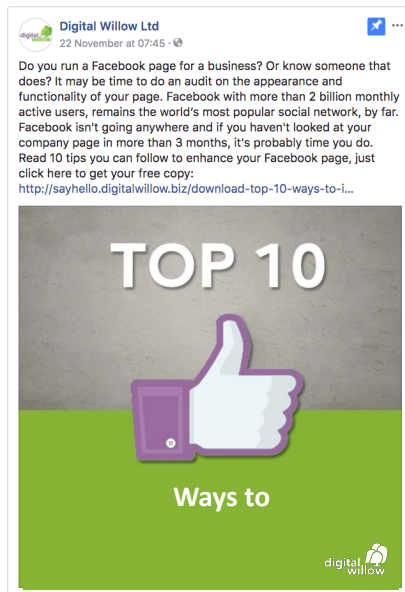 Digital Willow Ltd
22 November at 07:45 ·
Do you run a Facebook page for a business? Or know someone that
does? It may be time to do an audit on the appearance and
functionality of your page. Facebook with more than 2 billion monthly
active users, remains the world's most popular social network, by far.
Facebook isn't going anywhere and if you haven't looked at your
company page in more than 3 months, it's probably time you do.
Read 10 tips you can follow to enhance your Facebook page, just
click here to get your free copy:
http://sayhello.digitalwillow.biz/download-top-10-ways-to-i...
TOP 10
Ways to
digital
willow